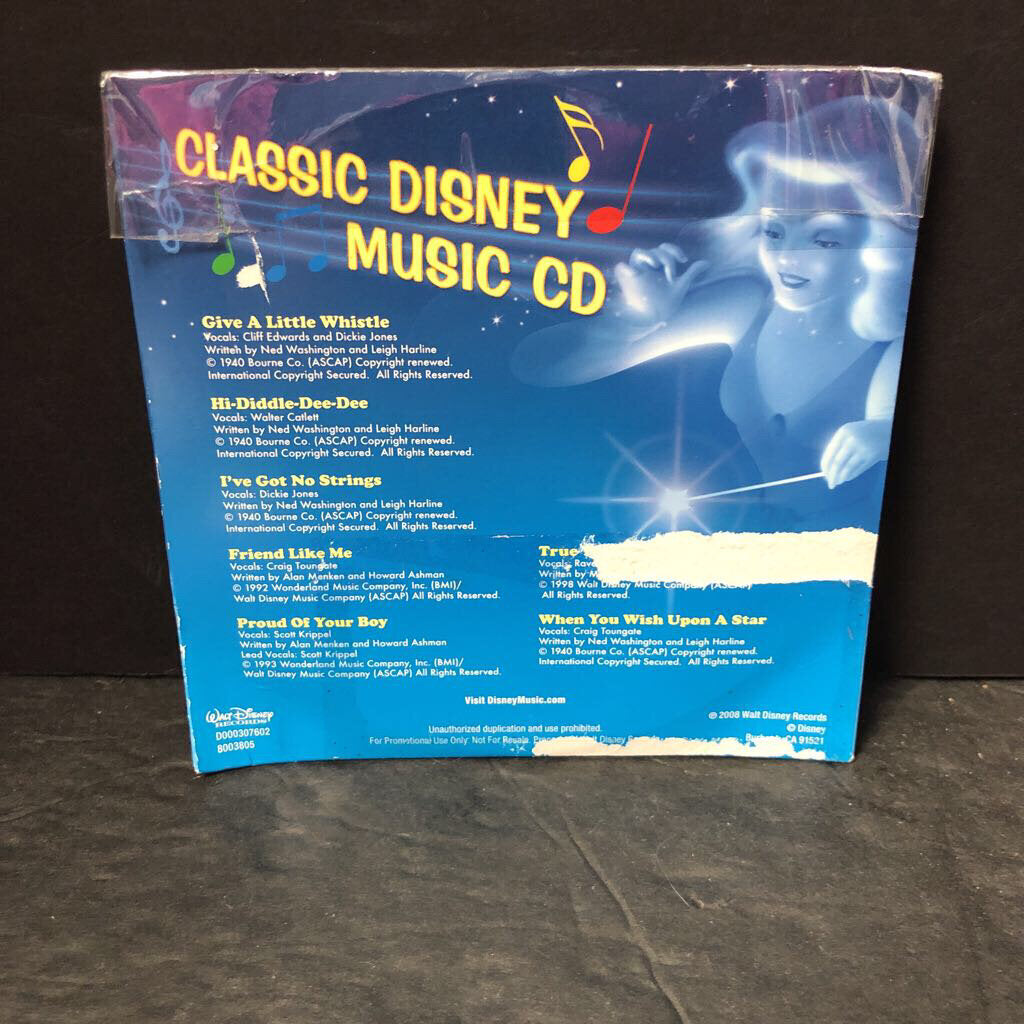 CLASSIC DISNEY
MUSIC CD
Give A Little Whistle
Vocals: Cliff Edwards and Dickie Jones
Written by Ned Washington and Leigh Harline
© 1940 Bourne Co. (ASCAP) Copyright renewed.
International Copyright Secured. All Rights Reserved.
Hi-Diddle-Dee-Dee
Vocals: Walter Catlett
Written by Ned Washington and Leigh Harline
© 1940 Bourne Co. (ASCAP) Copyright renewed.
International Copyright Secured. All Rights Reserved.
I've Got No Strings
Vocals: Dickie Jones
Written by Ned Washington and Leigh Harline
© 1940 Bourne Co. (ASCAP) Copyright renewed.
International Copyright Secured. All Rights Reserved.
Friend Like Me
Vocals: Craig Toungate
Written by Alan Menken and Howard Ashman
© 1992 Wonderland Music Company, Inc. (BMI)/
Walt Disney Music Company (ASCAP) All Rights Reserved.
Proud Of Your Boy
Vocals: Scott Krippel
Written by Alan Menken and Howard Ashman
Lead Vocals: Scott Krippel
© 1993 Wonderland Music Company, Inc. (BMI)/
Walt Disney Music Company (ASCAP) All Rights Reserved.
True
Vocals:
Written by
© 1998 Walt Disney Music Company (ASCAP)
All Rights Reserved.
When You Wish Upon A Star
Vocals: Craig Toungate
Written by Ned Washington and Leigh Harline
© 1940 Bourne Co. (ASCAP) Copyright renewed.
International Copyright Secured. All Rights Reserved.
Visit DisneyMusic.com
WALT DISNEY
RECORDS
D000307602
8003805
℗ 2008 Walt Disney Records
© Disney
Unauthorized duplication and use prohibited.
For Promotional Use Only: Not For Resale. Walt Disney Burbank, CA 91521